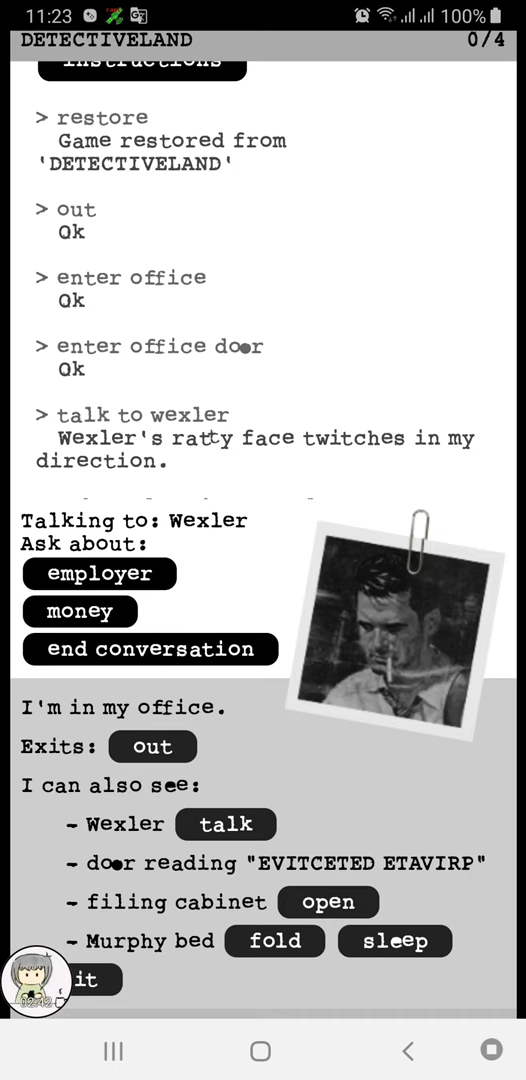 11:23 100%
DETECTIVELAND 0/4
instructions
> restore
Game restored from
'DETECTIVELAND'
> out
Ok
> enter office
Ok
> enter office door
Ok
> talk to wexler
Wexler's ratty face twitches in my
direction.
Talking to: Wexler
Ask about:
employer
money
end conversation
I'm in my office.
Exits: out
I can also see:
- Wexler talk
- door reading "EVITCETED ETAVIRP"
- filing cabinet open
- Murphy bed fold sleep
it
02:42